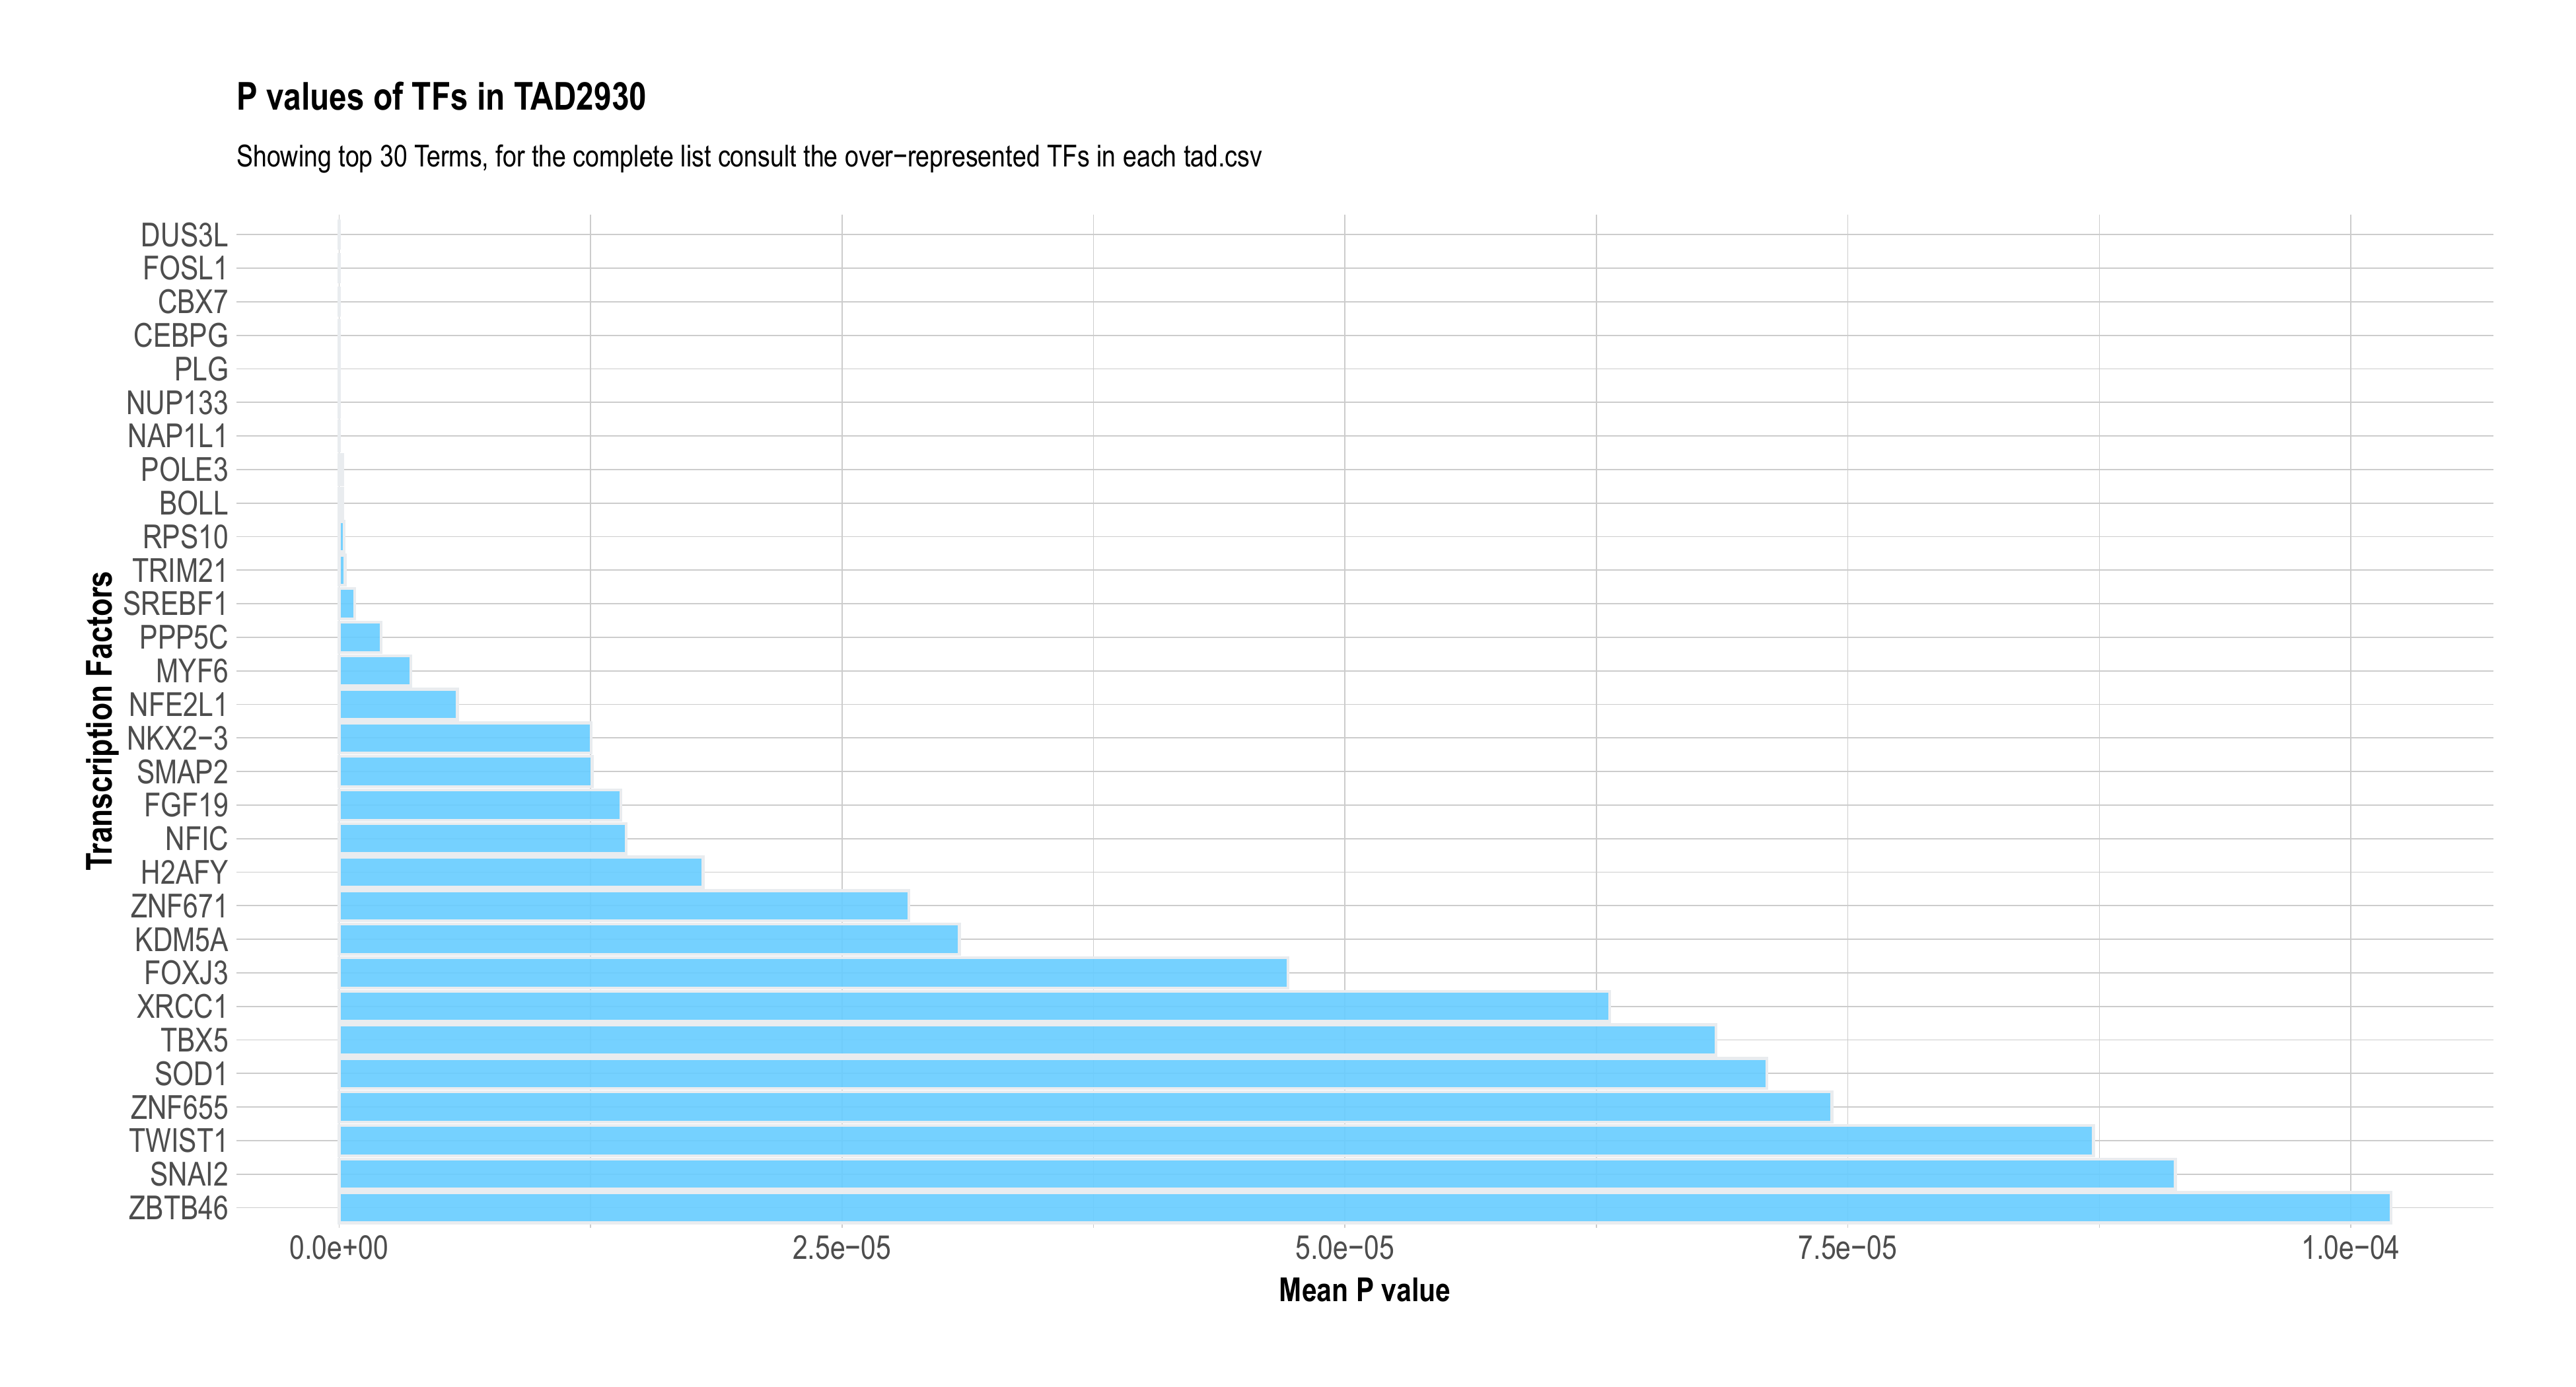 P values of TFs in TAD2930
Showing top 30 Terms, for the complete list consult the over−represented TFs in each tad.csv
Transcription Factors
DUS3L
FOSL1
CBX7
CEBPG
PLG
NUP133
NAP1L1
POLE3
BOLL
RPS10
TRIM21
SREBF1
PPP5C
MYF6
NFE2L1
NKX2−3
SMAP2
FGF19
NFIC
H2AFY
ZNF671
KDM5A
FOXJ3
XRCC1
TBX5
SOD1
ZNF655
TWIST1
SNAI2
ZBTB46
0.0e+00 2.5e−05 5.0e−05 7.5e−05 1.0e−04
Mean P value